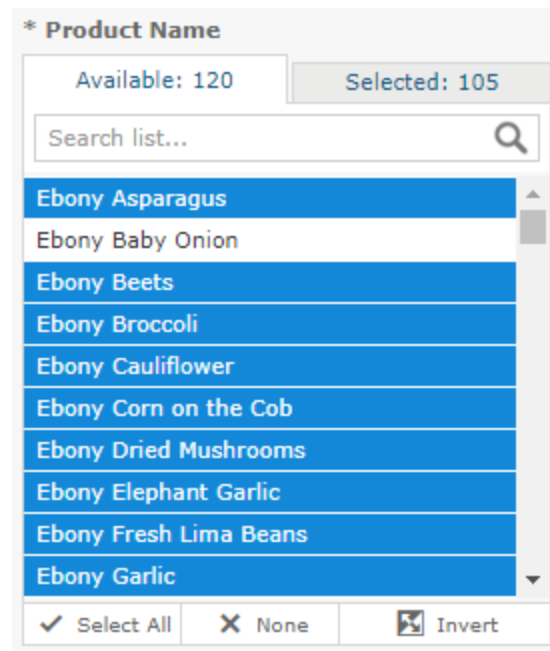 * Product Name
Available: 120 Selected: 105
Search list...
Ebony Asparagus
Ebony Baby Onion
Ebony Beets
Ebony Broccoli
Ebony Cauliflower
Ebony Corn on the Cob
Ebony Dried Mushrooms
Ebony Elephant Garlic
Ebony Fresh Lima Beans
Ebony Garlic
Select All None Invert